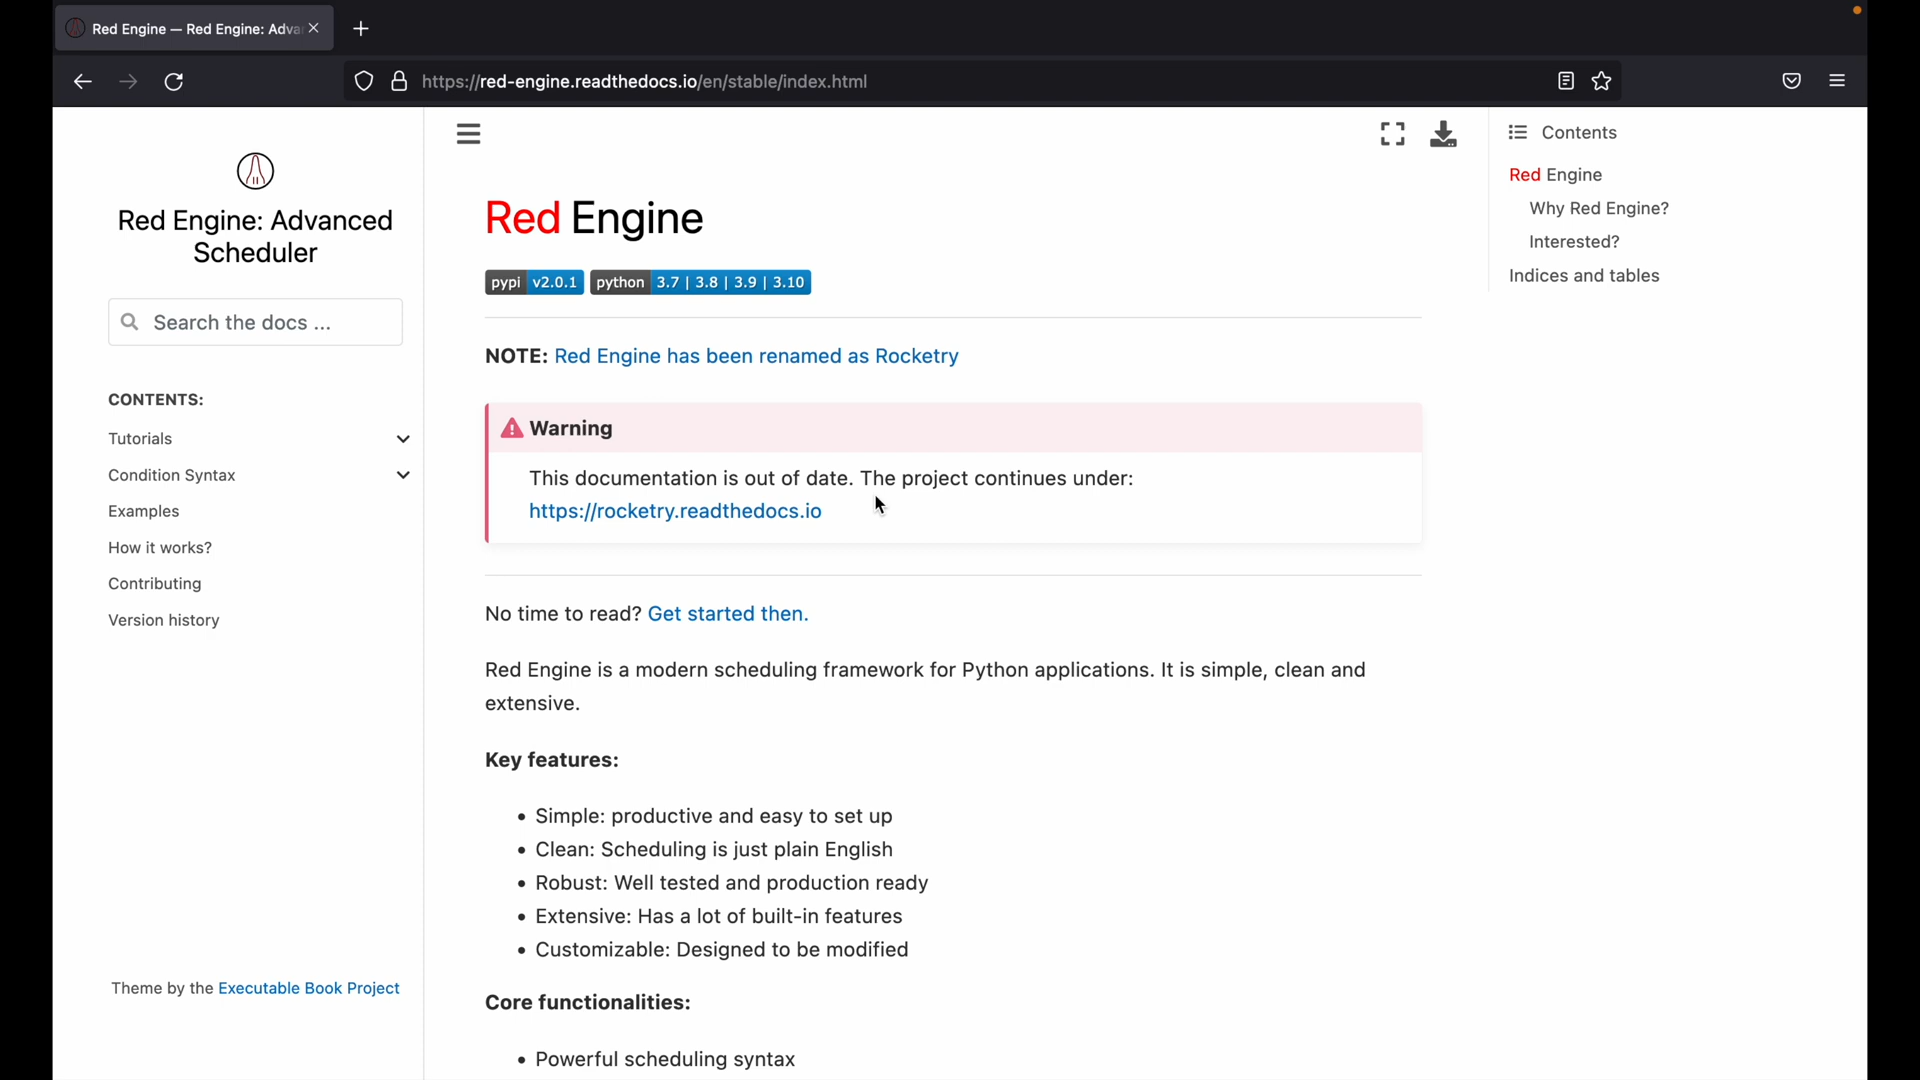 Red Engine — Red Engine: Adva
https://red-engine.readthedocs.io/en/stable/index.html
Red Engine: Advanced
Scheduler
Search the docs ...
CONTENTS:
Tutorials
Condition Syntax
Examples
How it works?
Contributing
Version history
Theme by the Executable Book Project
Red Engine
pypi v2.0.1 python 3.7 | 3.8 | 3.9 | 3.10
NOTE: Red Engine has been renamed as Rocketry
Warning
This documentation is out of date. The project continues under:
https://rocketry.readthedocs.io
No time to read? Get started then.
Red Engine is a modern scheduling framework for Python applications. It is simple, clean and
extensive.
Key features:
• Simple: productive and easy to set up
• Clean: Scheduling is just plain English
• Robust: Well tested and production ready
• Extensive: Has a lot of built-in features
• Customizable: Designed to be modified
Core functionalities:
• Powerful scheduling syntax
Contents
Red Engine
Why Red Engine?
Interested?
Indices and tables